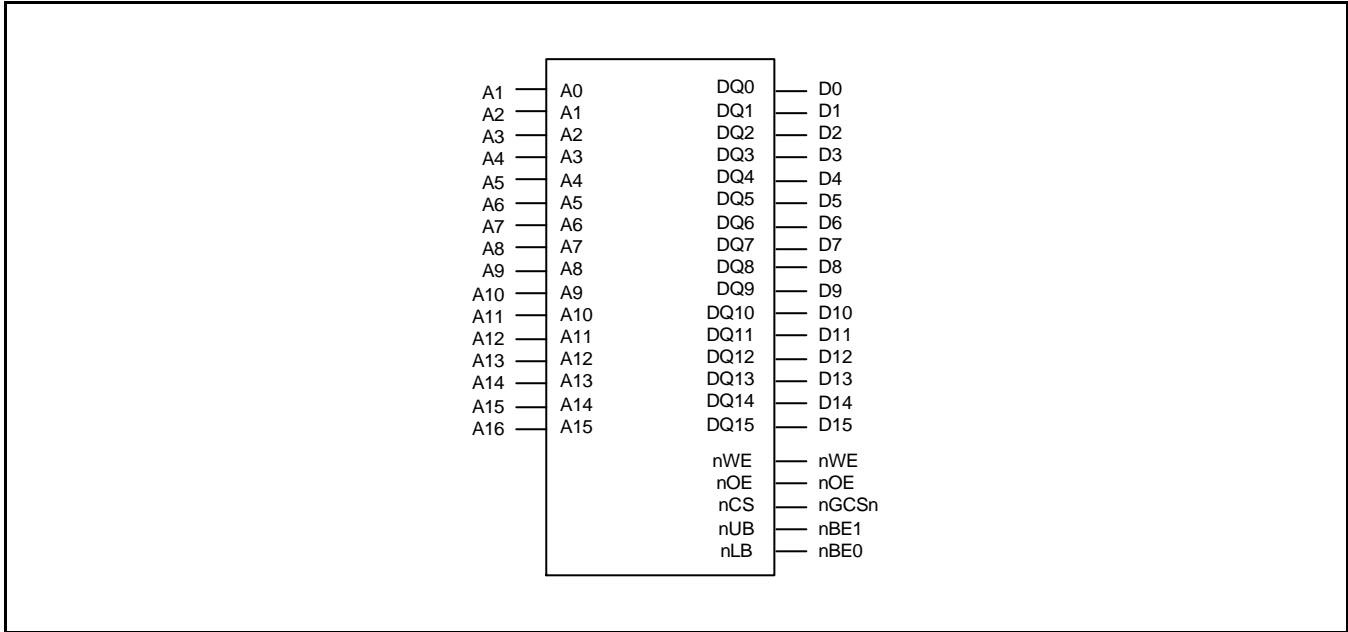 A1 A0 DQ0 D0
A2 A1 DQ1 D1
A3 A2 DQ2 D2
A4 A3 DQ3 D3
A5 A4 DQ4 D4
A6 A5 DQ5 D5
A7 A6 DQ6 D6
A8 A7 DQ7 D7
A9 A8 DQ8 D8
A10 A9 DQ9 D9
A11 A10 DQ10 D10
A12 A11 DQ11 D11
A13 A12 DQ12 D12
A14 A13 DQ13 D13
A15 A14 DQ14 D14
A16 A15 DQ15 D15
nWE nWE
nOE nOE
nCS nGCSn
nUB nBE1
nLB nBE0